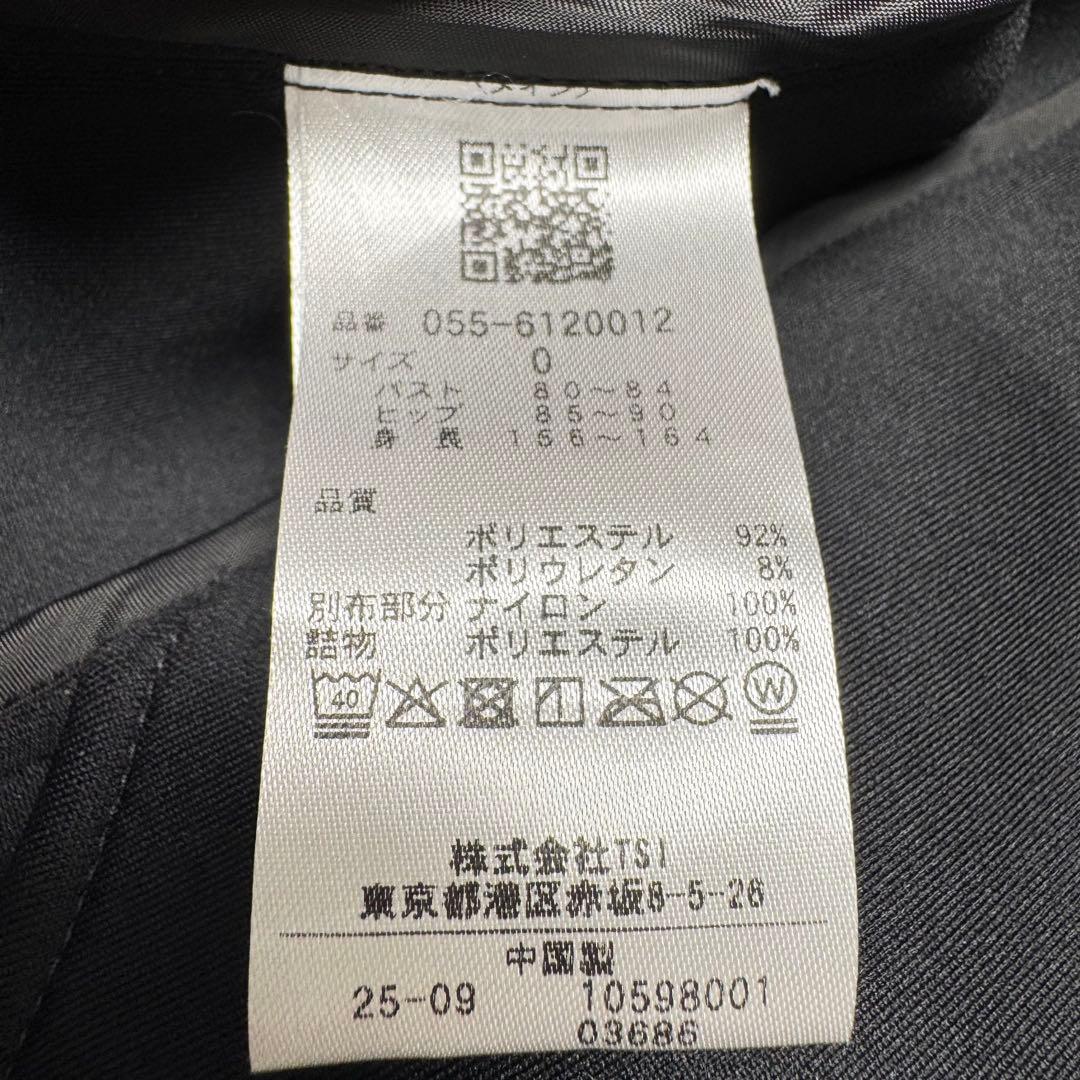 品番 055-6120012
サイズ 0
バスト 80〜84
ヒップ 85〜90
身長 156〜164
品質
ポリエステル 92%
ポリウレタン 8%
別布部分 ナイロン 100%
詰物 ポリエステル 100%
40 W
株式会社TSI
東京都港区赤坂8-5-26
中国製
25-09 10598001
03686